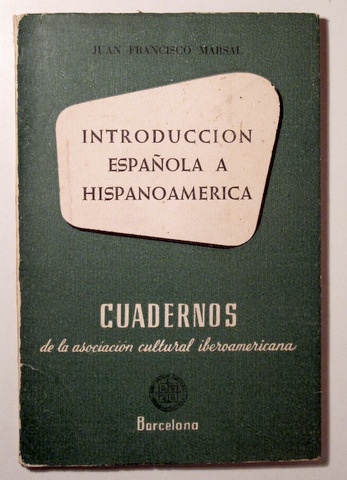 JUAN FRANCISCO MARSAL
INTRODUCCION
ESPAÑOLA A
HISPANOAMERICA
CUADERNOS
de la asociación cultural iberoamericana
Barcelona